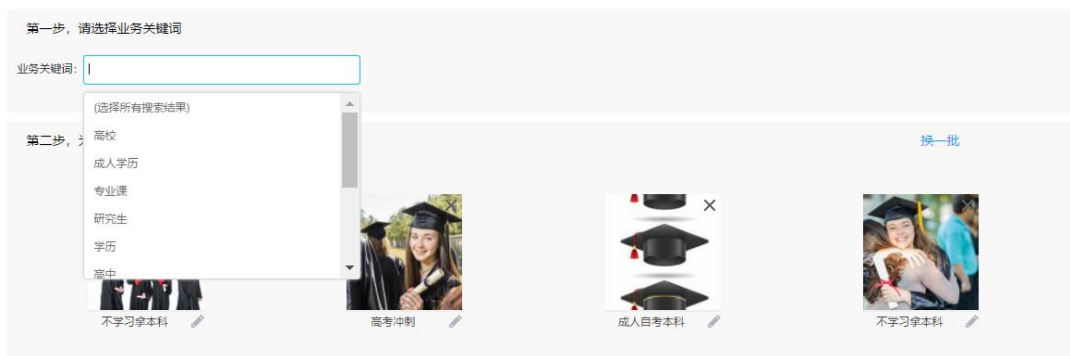 第一步，请选择业务关键词
业务关键词:
(选择所有搜索结果)
高校
成人学历
专业课
研究生
学历
高中
第二步，
换一批
不学习拿本科
高考冲刺
成人自考本科
不学习拿本科